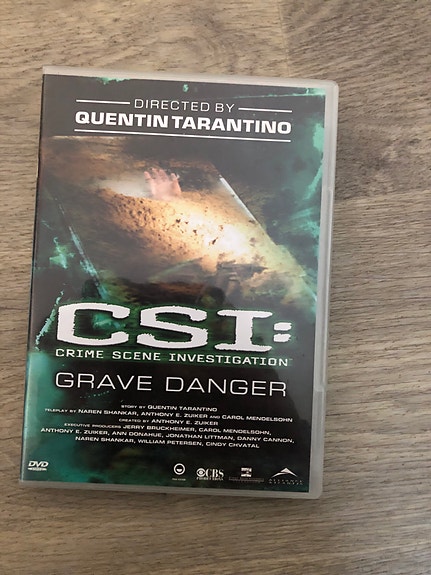 DIRECTED BY
QUENTIN TARANTINO
CSI:
CRIME SCENE INVESTIGATION
GRAVE DANGER
STORY BY QUENTIN TARANTINO
TELEPLAY BY NAREN SHANKAR, ANTHONY E. ZUIKER AND CAROL MENDELSOHN
CREATED BY ANTHONY E. ZUIKER
EXECUTIVE PRODUCERS JERRY BRUCKHEIMER, CAROL MENDELSOHN,
ANTHONY E. ZUIKER, ANN DONAHUE, JONATHAN LITTMAN, DANNY CANNON,
NAREN SHANKAR, WILLIAM PETERSEN, CINDY CHVATAL
DVD
CBS
PRODUCTIONS